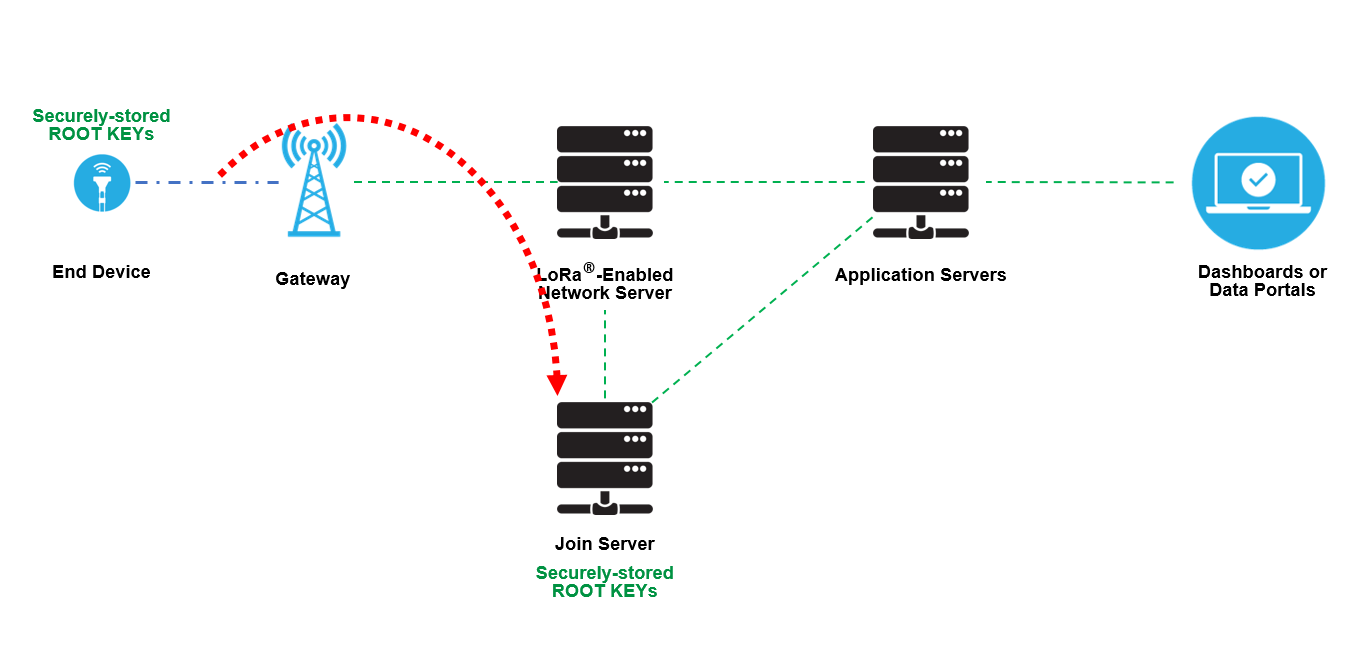 Securely-stored
ROOT KEYs
End Device
Gateway
LoRa®-Enabled
Network Server
Application Servers
Dashboards or
Data Portals
Join Server
Securely-stored
ROOT KEYs